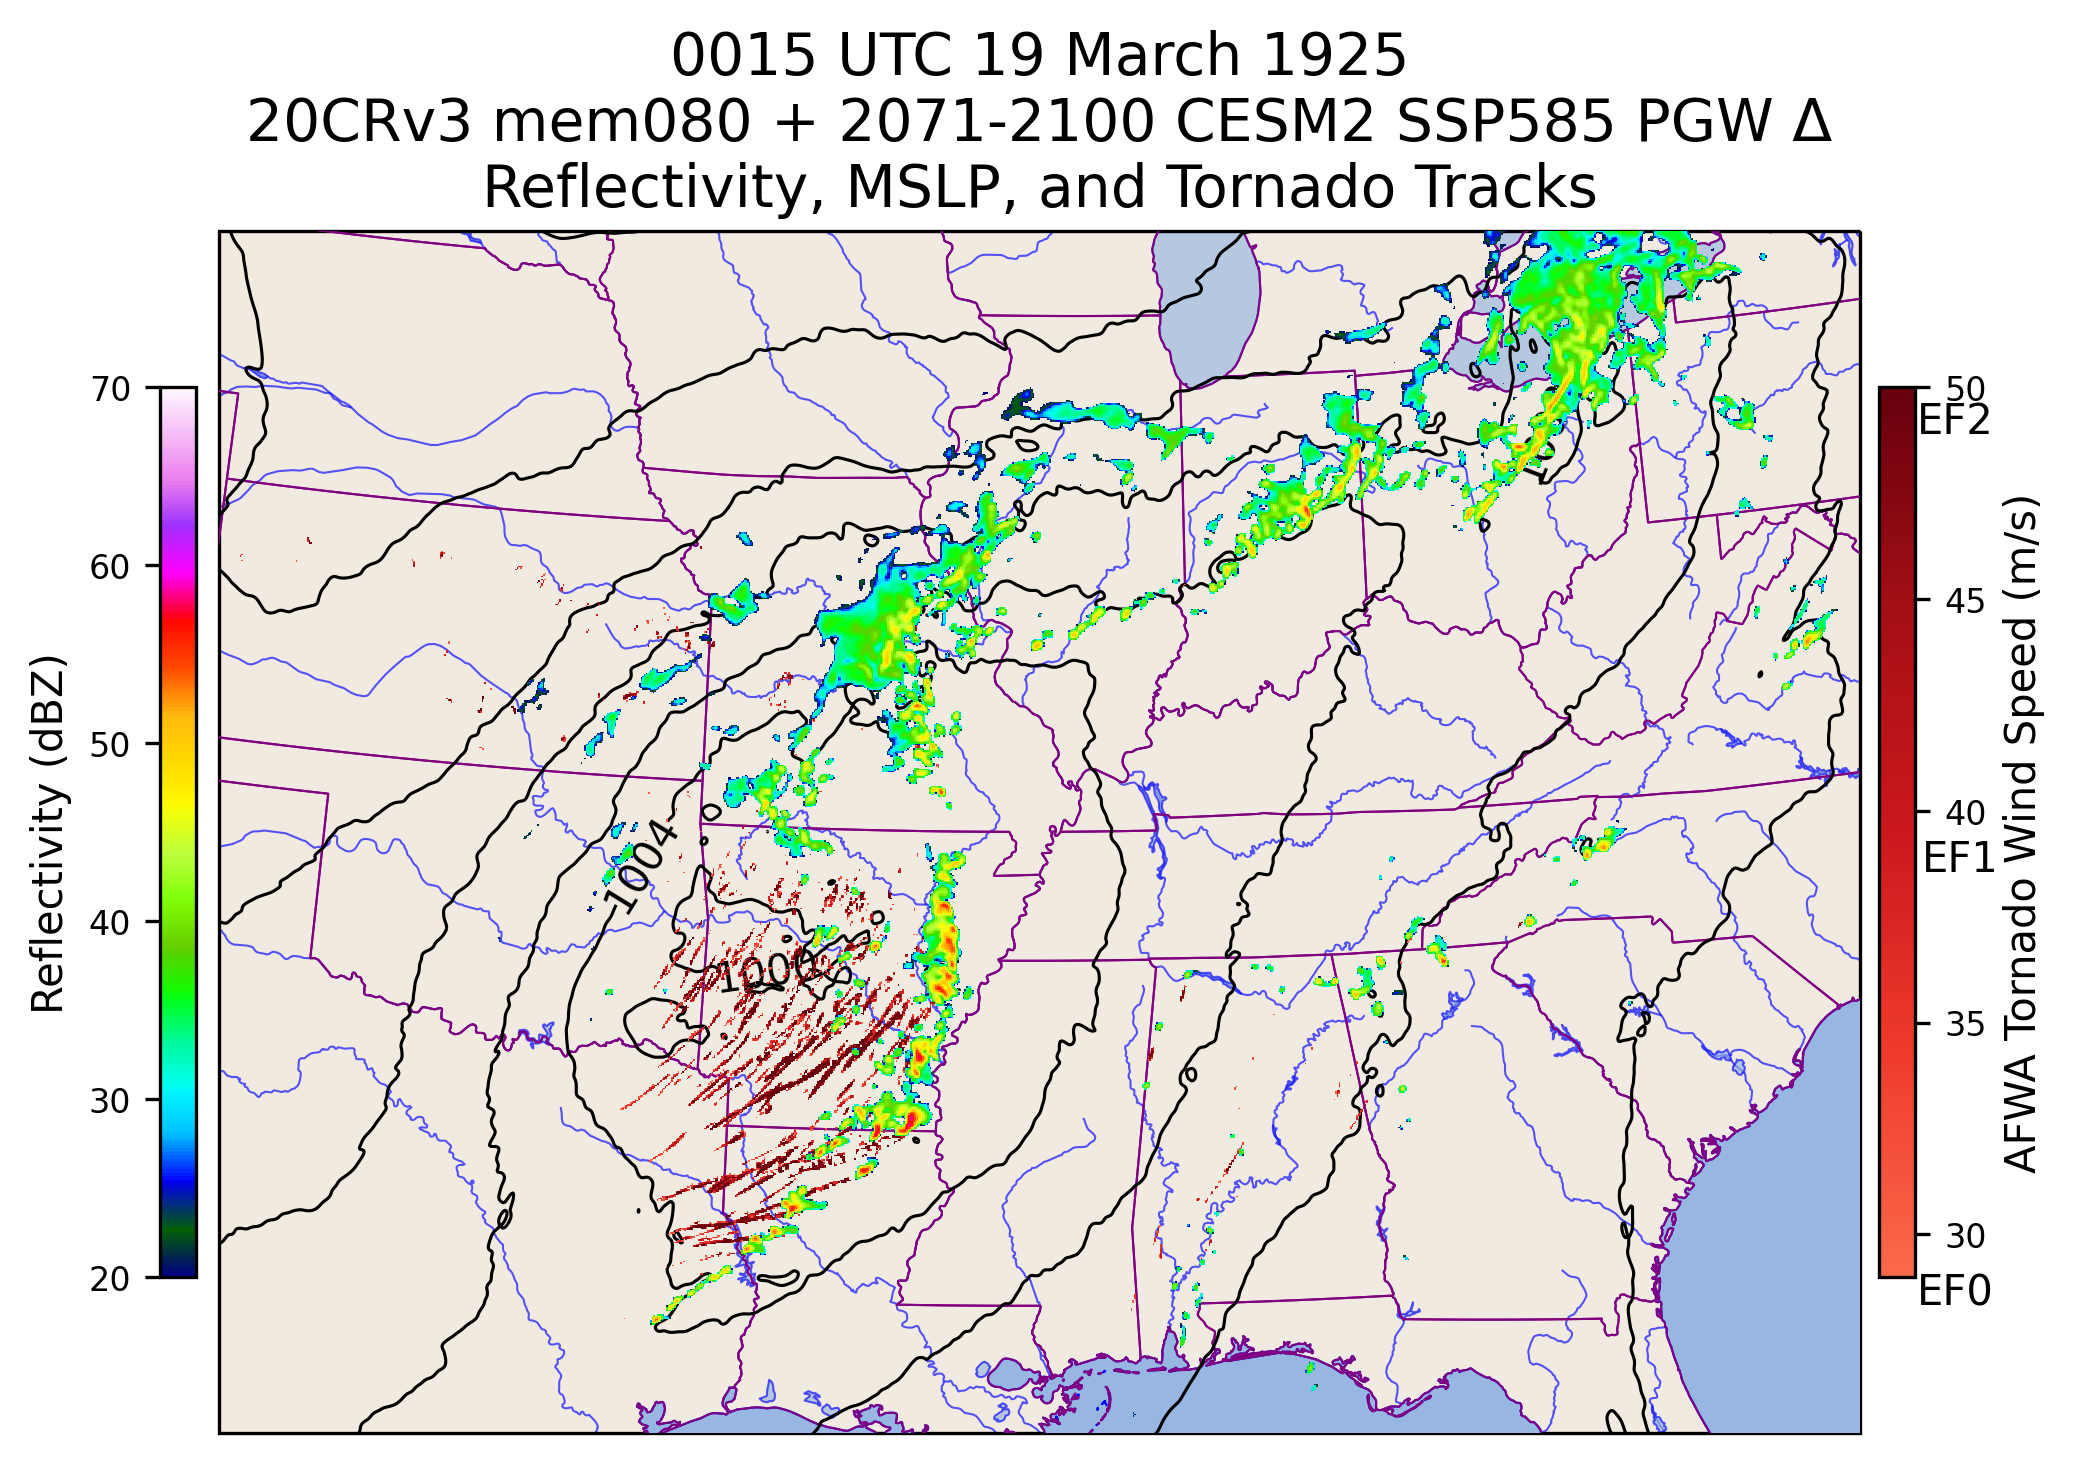 0015 UTC 19 March 1925
20CRv3 mem080 + 2071-2100 CESM2 SSP585 PGW Δ
Reflectivity, MSLP, and Tornado Tracks
Reflectivity (dBZ)
70
60
50
40
30
20
1004
1000
50
EF2
45
40
EF1
35
30
EF0
AFWA Tornado Wind Speed (m/s)